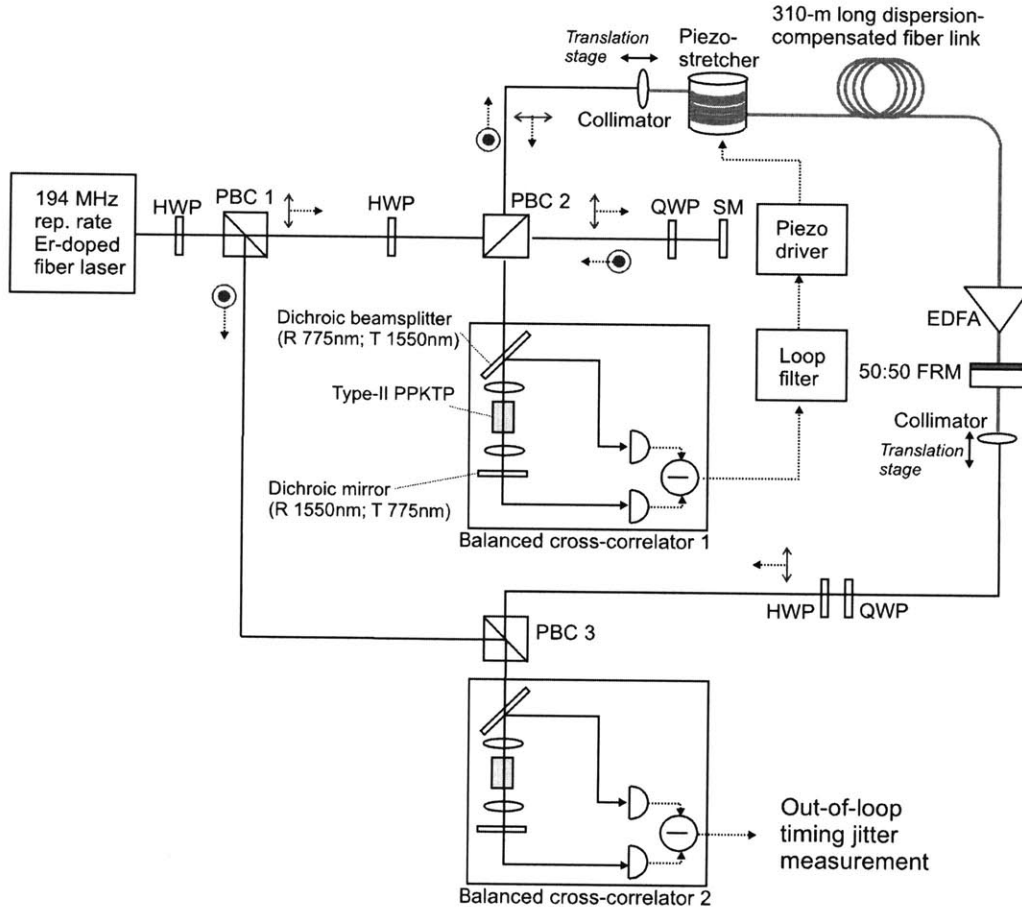 310-m long dispersion-
compensated fiber link
Translation
stage
Piezo-
stretcher
Collimator
194 MHz
rep. rate
Er-doped
fiber laser
HWP
PBC 1
HWP
PBC 2
QWP
SM
Piezo
driver
EDFA
Dichroic beamsplitter
(R 775nm; T 1550nm)
Loop
filter
50:50 FRM
Type-II PPKTP
Collimator
Translation
stage
Dichroic mirror
(R 1550nm; T 775nm)
Balanced cross-correlator 1
HWP
QWP
PBC 3
Out-of-loop
timing jitter
measurement
Balanced cross-correlator 2